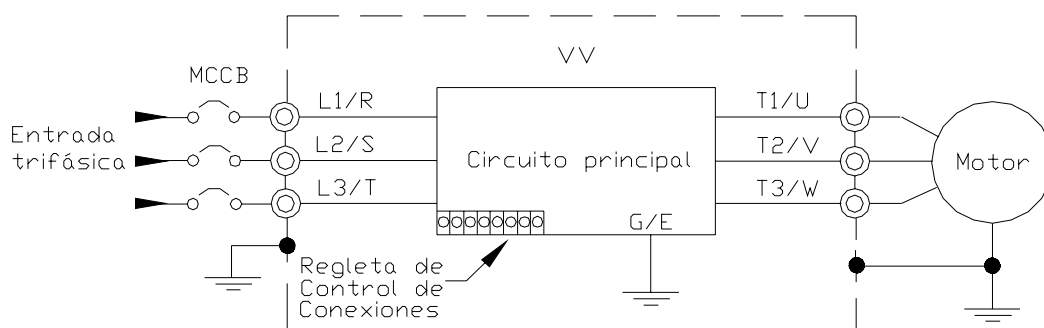 VV
MCCB
L1/R
T1/U
Entrada
trifásica
L2/S
Circuito principal
T2/V
Motor
L3/T
T3/W
G/E
Regleta de
Control de
Conexiones